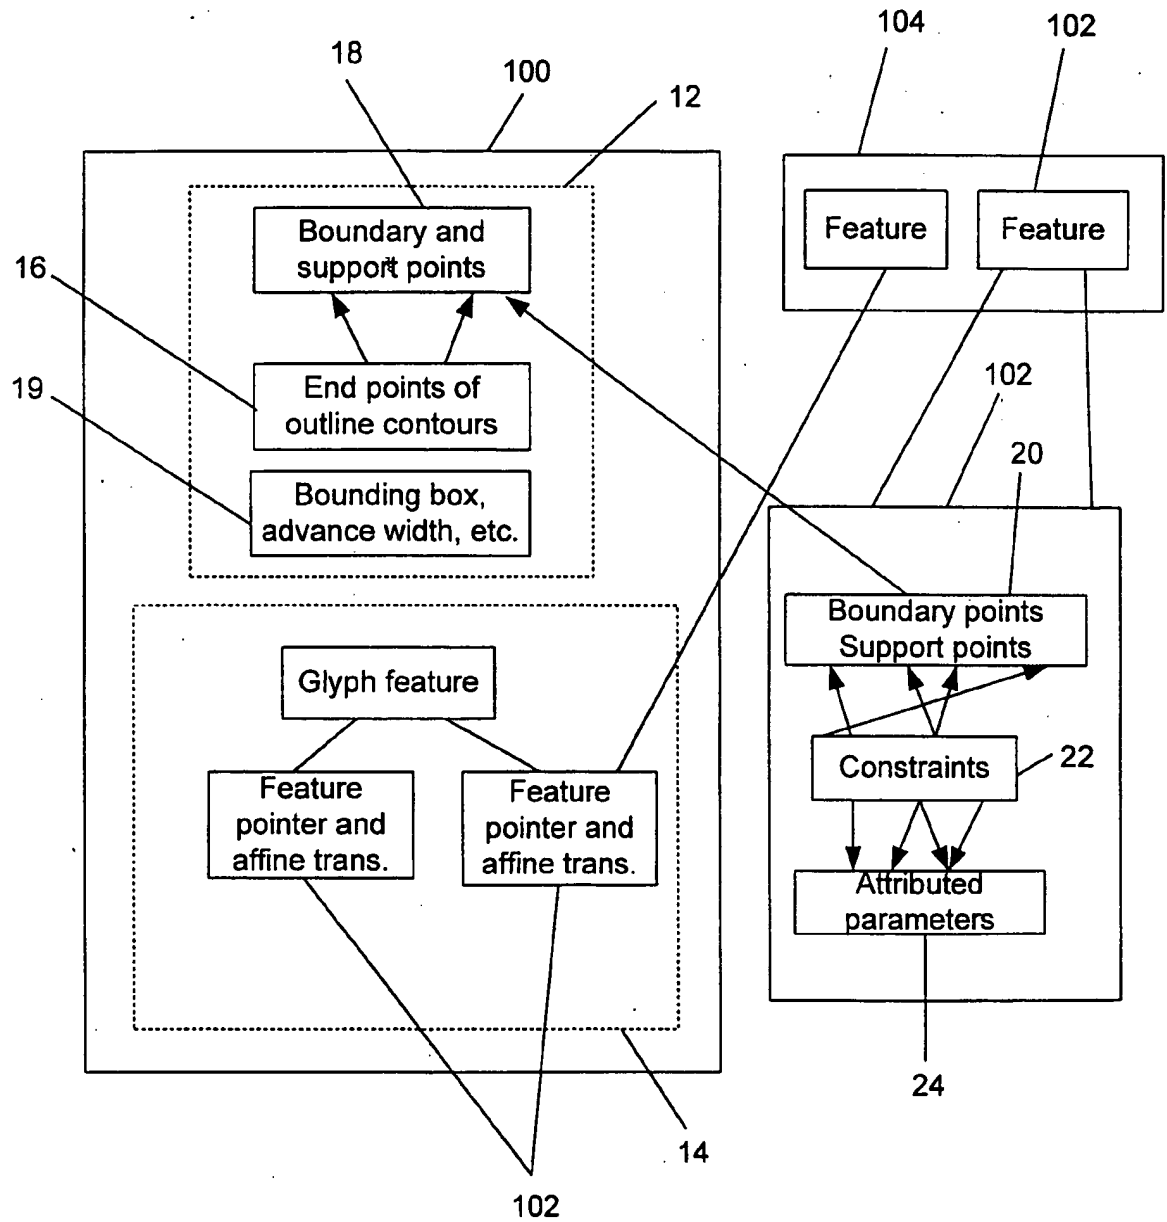 104
102
18
100
12
Boundary and
support points
Feature
Feature
16
19
End points of
outline contours
102
20
Bounding box,
advance width, etc.
Boundary points
Support points
Glyph feature
Constraints
22
Feature
pointer and
affine trans.
Feature
pointer and
affine trans.
Attributed
parameters
24
14
102